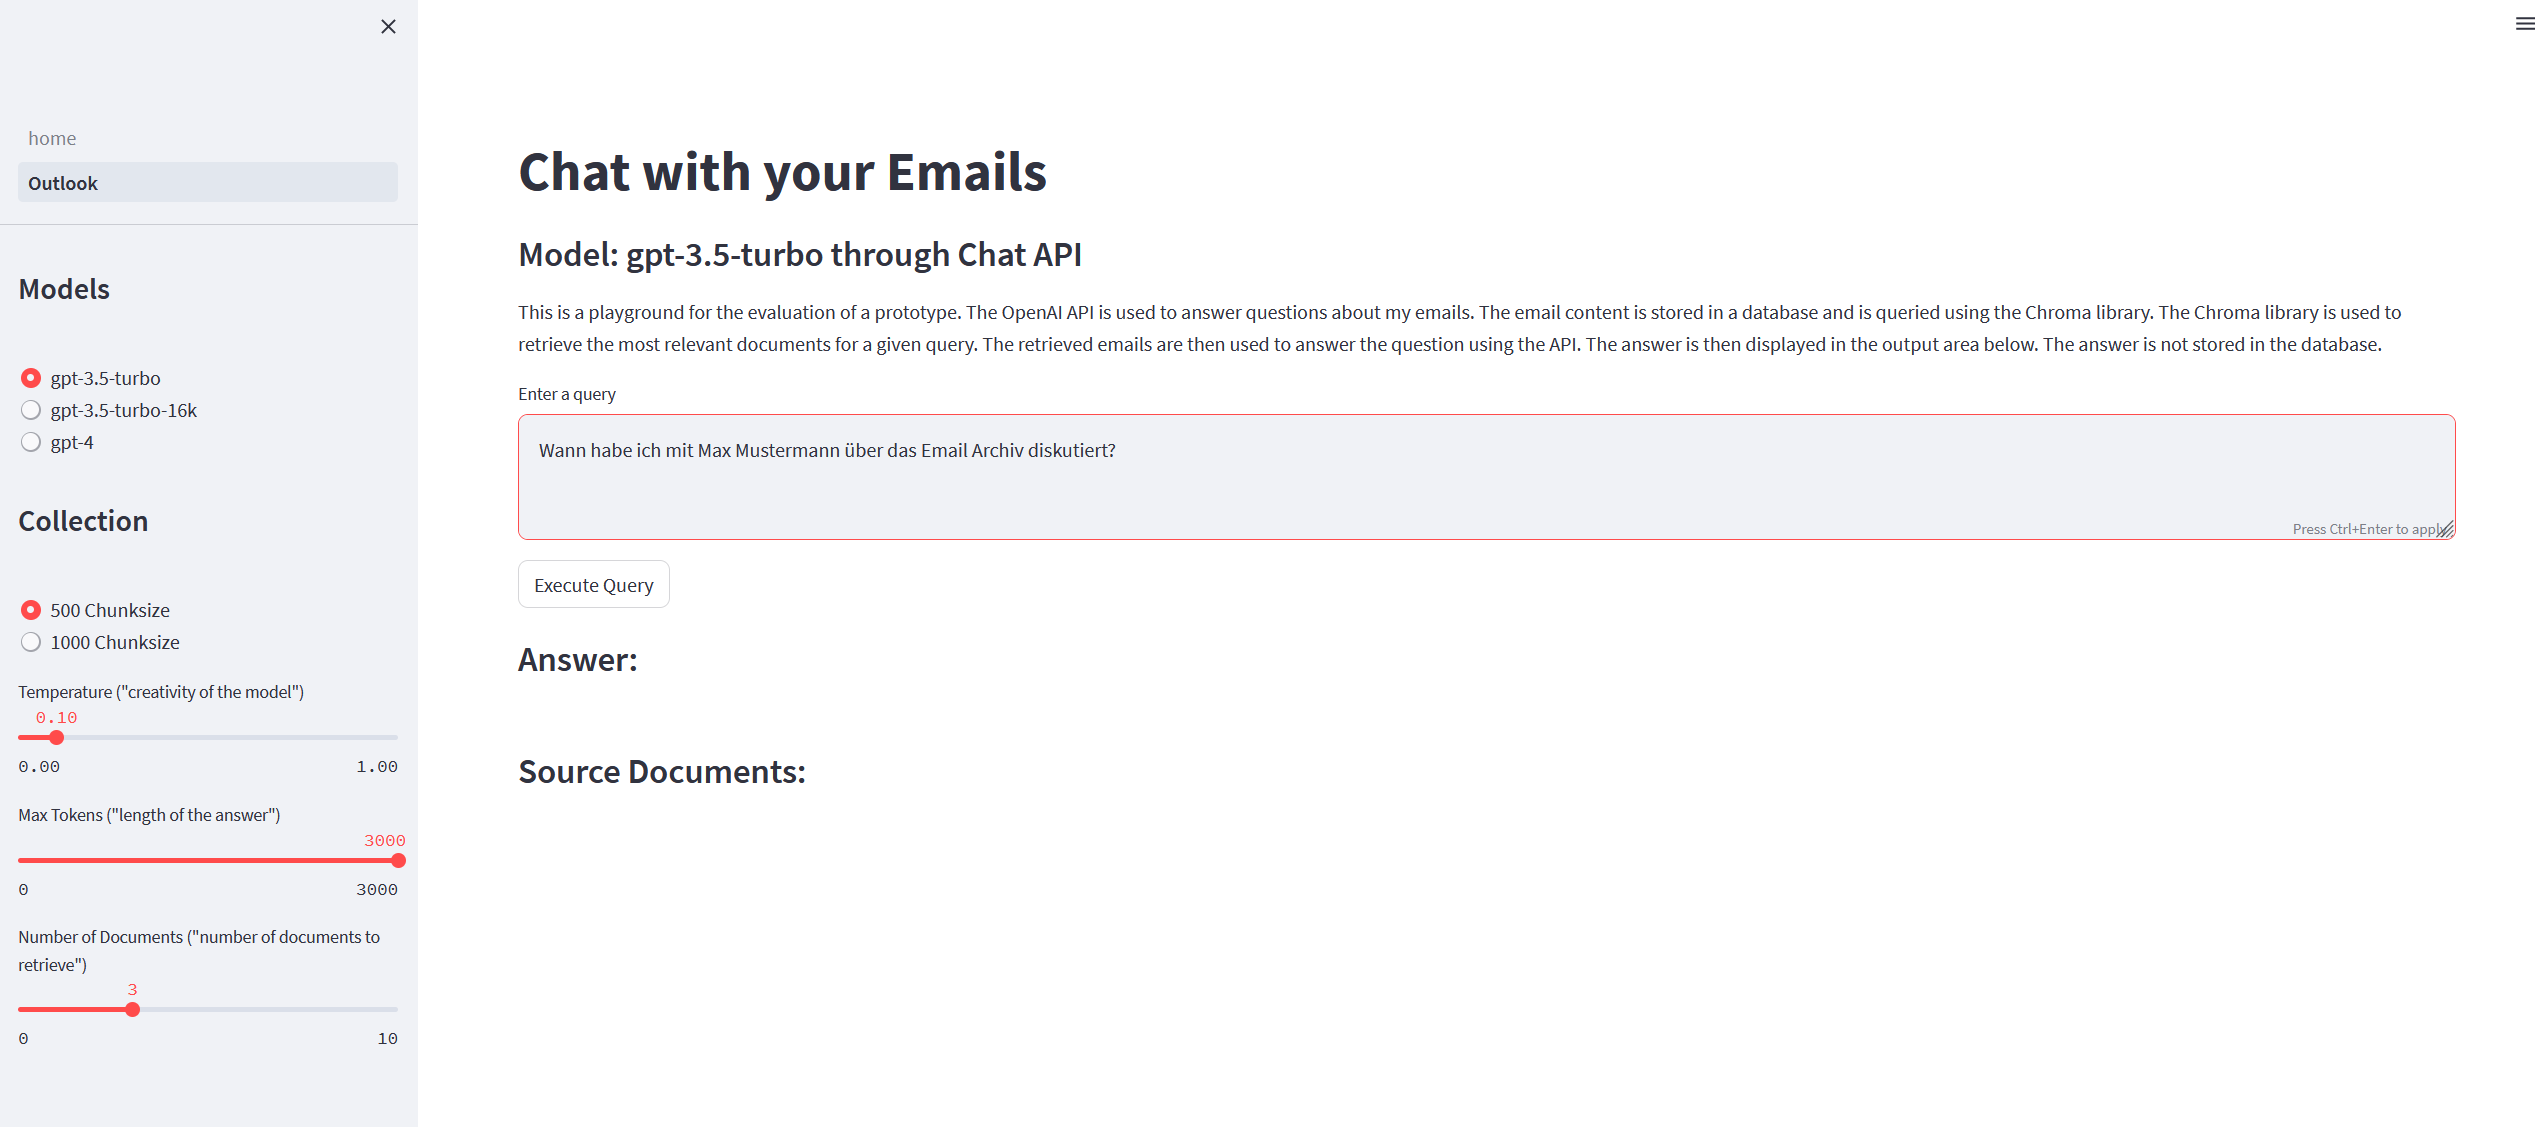 home
Outlook
Models
gpt-3.5-turbo
gpt-3.5-turbo-16k
gpt-4
Collection
500 Chunksize
1000 Chunksize
Temperature ("creativity of the model")
0.10
0.00 1.00
Max Tokens ("length of the answer")
3000
0 3000
Number of Documents ("number of documents to
retrieve")
3
0 10
Chat with your Emails
Model: gpt-3.5-turbo through Chat API
This is a playground for the evaluation of a prototype. The OpenAI API is used to answer questions about my emails. The email content is stored in a database and is queried using the Chroma library. The Chroma library is used to
retrieve the most relevant documents for a given query. The retrieved emails are then used to answer the question using the API. The answer is then displayed in the output area below. The answer is not stored in the database.
Enter a query
Wann habe ich mit Max Mustermann über das Email Archiv diskutiert?
Press Ctrl+Enter to apply
Execute Query
Answer:
Source Documents: